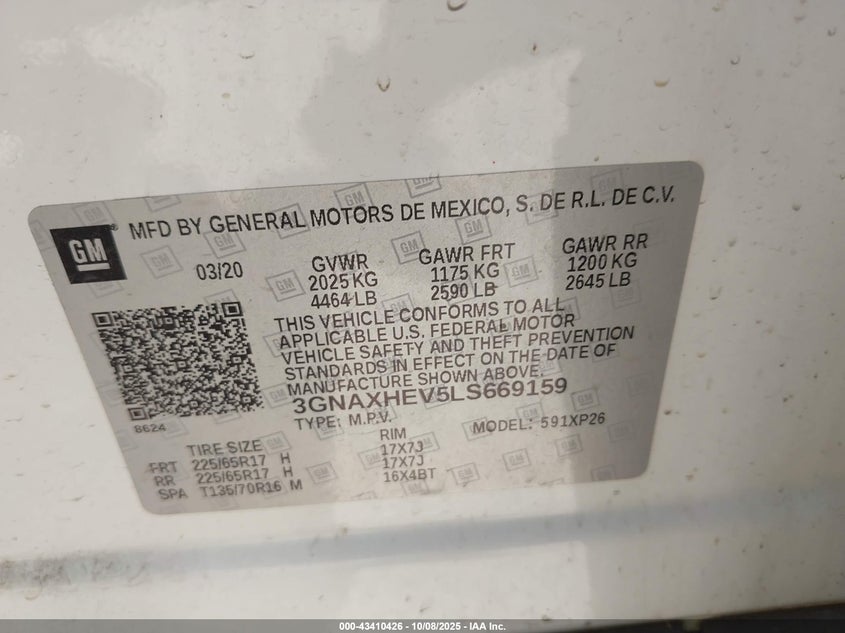 GM
MFD BY GENERAL MOTORS DE MEXICO, S. DE R.L. DE C.V.
03/20
GVWR GAWR FRT GAWR RR
2025 KG 1175 KG 1200 KG
4464 LB 2590 LB 2645 LB
THIS VEHICLE CONFORMS TO ALL
APPLICABLE U.S. FEDERAL MOTOR
VEHICLE SAFETY AND THEFT PREVENTION
STANDARDS IN EFFECT ON THE DATE OF
MANUFACTURE SHOWN ABOVE.
3GNAXHEV5LS669159
8624
TYPE: M.P.V. MODEL: 591XP26
TIRE SIZE RIM
FRT 225/65R17 H 17X7J
RR 225/65R17 H 17X7J
SPA T135/70R16 M 16X4BT
000-43410426 - 10/08/2025 - IAA Inc.